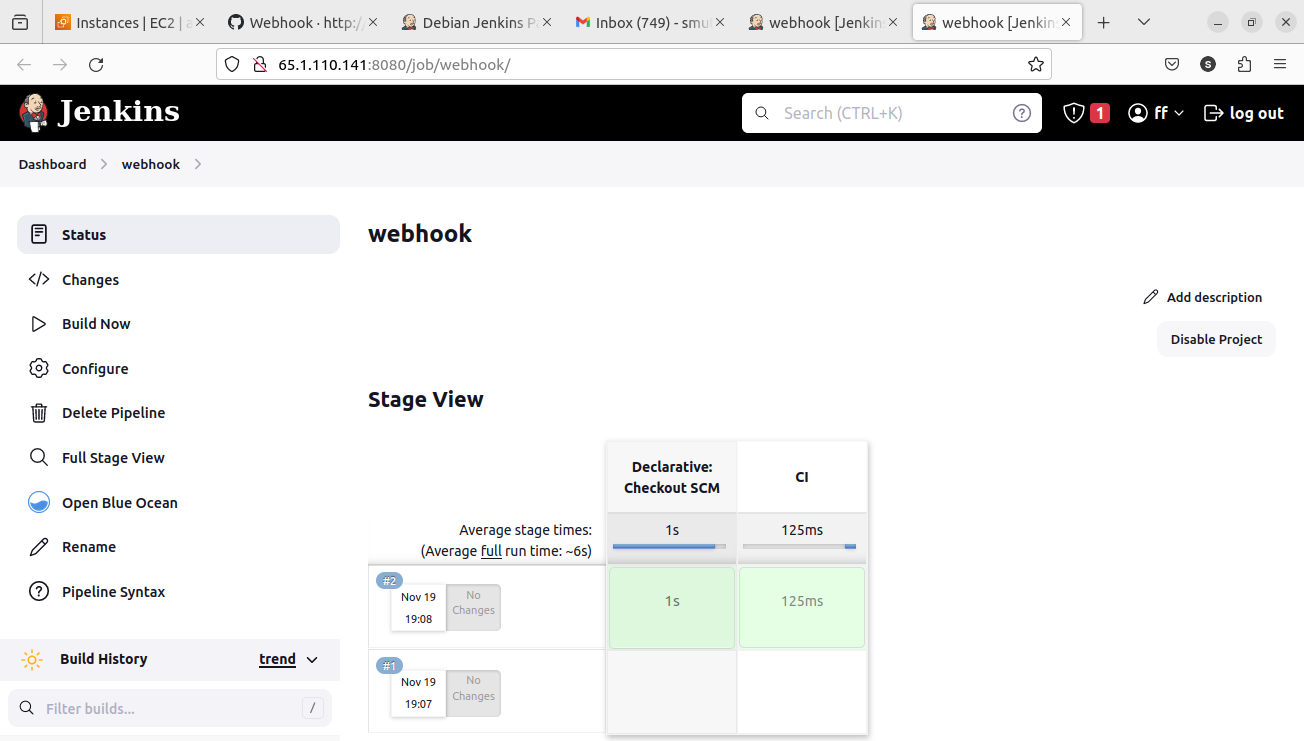 Instances | EC2 | a
Webhook · http:/
Debian Jenkins P
Inbox (749) - smu
webhook [Jenkin
webhook [Jenkin
65.1.110.141:8080/job/webhook/
S
Jenkins
Search (CTRL+K)
?
1
ff
log out
Dashboard
webhook
Status
Changes
Build Now
Configure
Delete Pipeline
Full Stage View
Open Blue Ocean
Rename
Pipeline Syntax
Build History
trend
Filter builds...
/
webhook
Add description
Disable Project
Stage View
Declarative:
Checkout SCM
CI
Average stage times:
(Average full run time: ~6s)
1s
125ms
#2
Nov 19
19:08
No
Changes
1s
125ms
#1
Nov 19
19:07
No
Changes